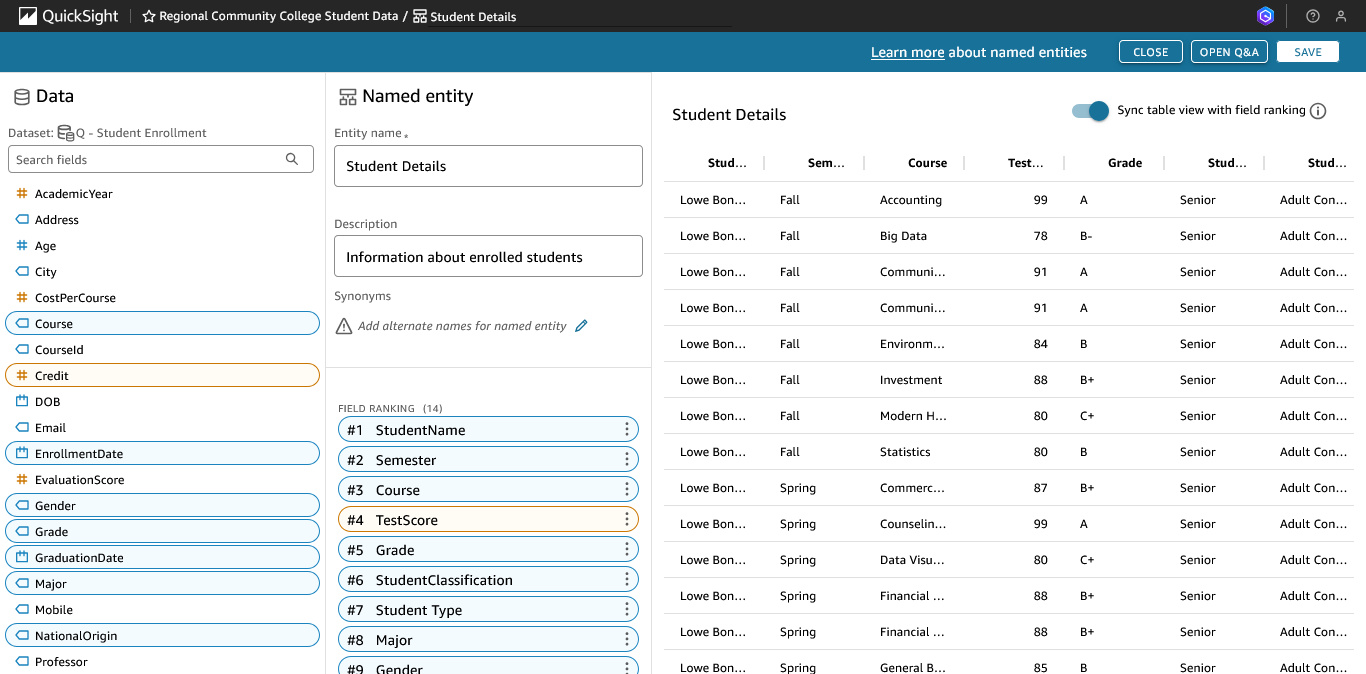 QuickSight
Regional Community College Student Data / Student Details
Learn more about named entities
CLOSE
OPEN Q&A
SAVE
Data
Dataset: Q - Student Enrollment
Search fields
AcademicYear
Address
Age
City
CostPerCourse
Course
CourseId
Credit
DOB
Email
EnrollmentDate
EvaluationScore
Gender
Grade
GraduationDate
Major
Mobile
NationalOrigin
Professor
Named entity
Entity name *
Student Details
Description
Information about enrolled students
Synonyms
Add alternate names for named entity
FIELD RANKING (14)
#1 StudentName
#2 Semester
#3 Course
#4 TestScore
#5 Grade
#6 StudentClassification
#7 Student Type
#8 Major
#9 Gender
Student Details
Sync table view with field ranking
Stud... Sem... Course Test... Grade Stud... Stud...
Lowe Bon... Fall Accounting 99 A Senior Adult Con...
Lowe Bon... Fall Big Data 78 B- Senior Adult Con...
Lowe Bon... Fall Communi... 91 A Senior Adult Con...
Lowe Bon... Fall Communi... 91 A Senior Adult Con...
Lowe Bon... Fall Environm... 84 B Senior Adult Con...
Lowe Bon... Fall Investment 88 B+ Senior Adult Con...
Lowe Bon... Fall Modern H... 80 C+ Senior Adult Con...
Lowe Bon... Fall Statistics 80 B Senior Adult Con...
Lowe Bon... Spring Commerc... 87 B+ Senior Adult Con...
Lowe Bon... Spring Counselin... 99 A Senior Adult Con...
Lowe Bon... Spring Data Visu... 80 C+ Senior Adult Con...
Lowe Bon... Spring Financial ... 88 B+ Senior Adult Con...
Lowe Bon... Spring Financial ... 88 B+ Senior Adult Con...
Lowe Bon... Spring General B... 85 B Senior Adult Con...